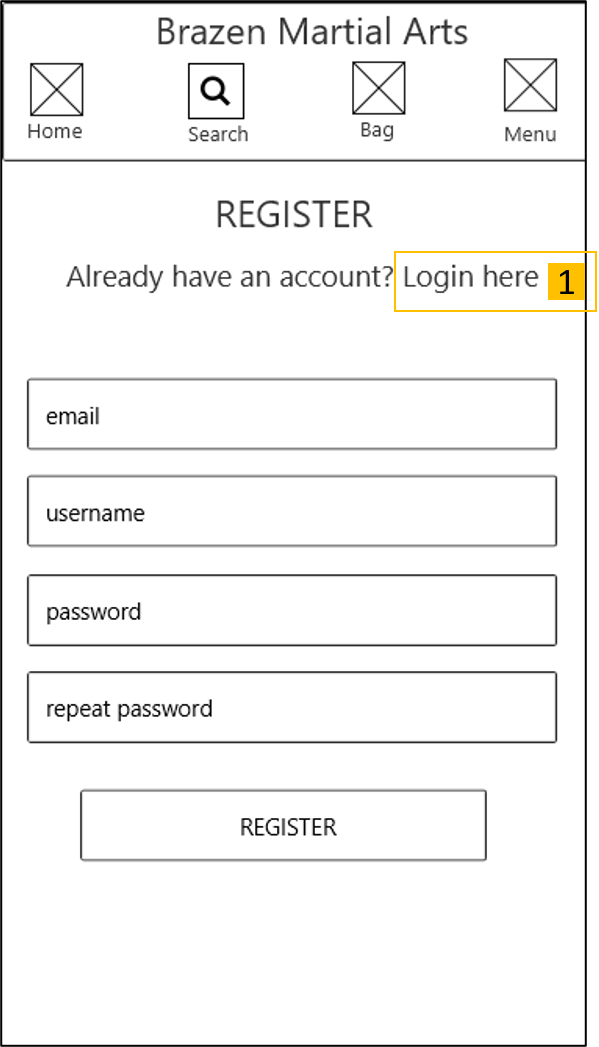 Brazen Martial Arts
Home Search Bag Menu
REGISTER
Already have an account? Login here 1
email
username
password
repeat password
REGISTER